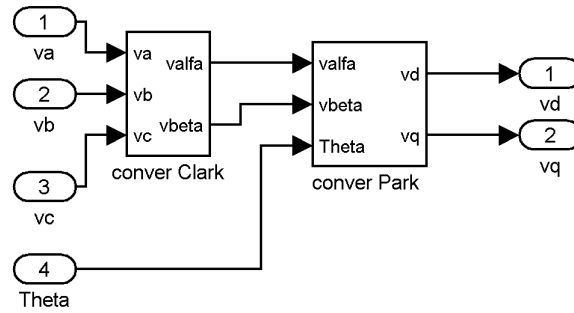 1
va
2
vb
3
vc
4
Theta
va
vb
vc
valfa
vbeta
conver Clark
valfa
vbeta
Theta
vd
vq
conver Park
1
vd
2
vq